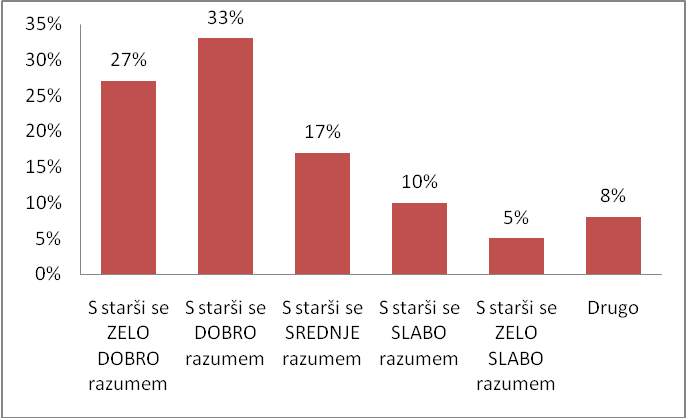 35%
30%
25%
20%
15%
10%
5%
0%
27%
33%
17%
10%
5%
8%
S starši se
ZELO
DOBRO
razumem
S starši se
DOBRO
razumem
S starši se
SREDNJE
razumem
S starši se
SLABO
razumem
S starši se
ZELO
SLABO
razumem
Drugo